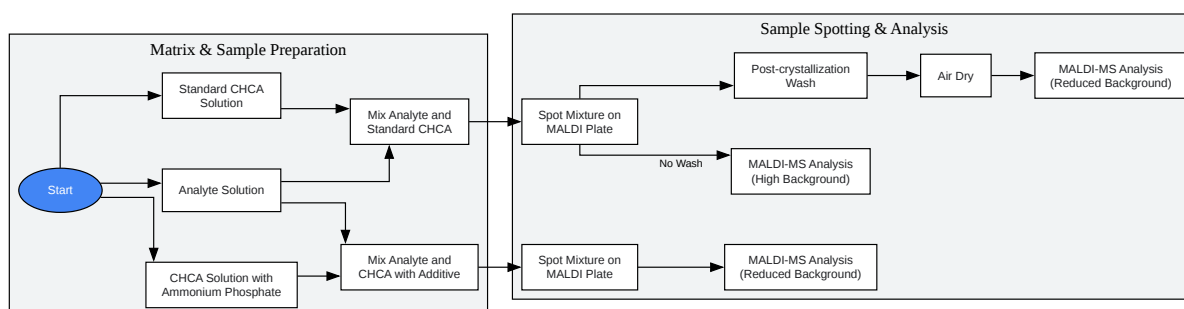 Matrix & Sample Preparation
Standard CHCA
Solution
Mix Analyte and
Standard CHCA
Start
Analyte Solution
CHCA Solution with
Ammonium Phosphate
Mix Analyte and
CHCA with Additive
Sample Spotting & Analysis
Spot Mixture on
MALDI Plate
Post-crystallization
Wash
Air Dry
MALDI-MS Analysis
(Reduced Background)
No Wash
MALDI-MS Analysis
(High Background)
Spot Mixture on
MALDI Plate
MALDI-MS Analysis
(Reduced Background)